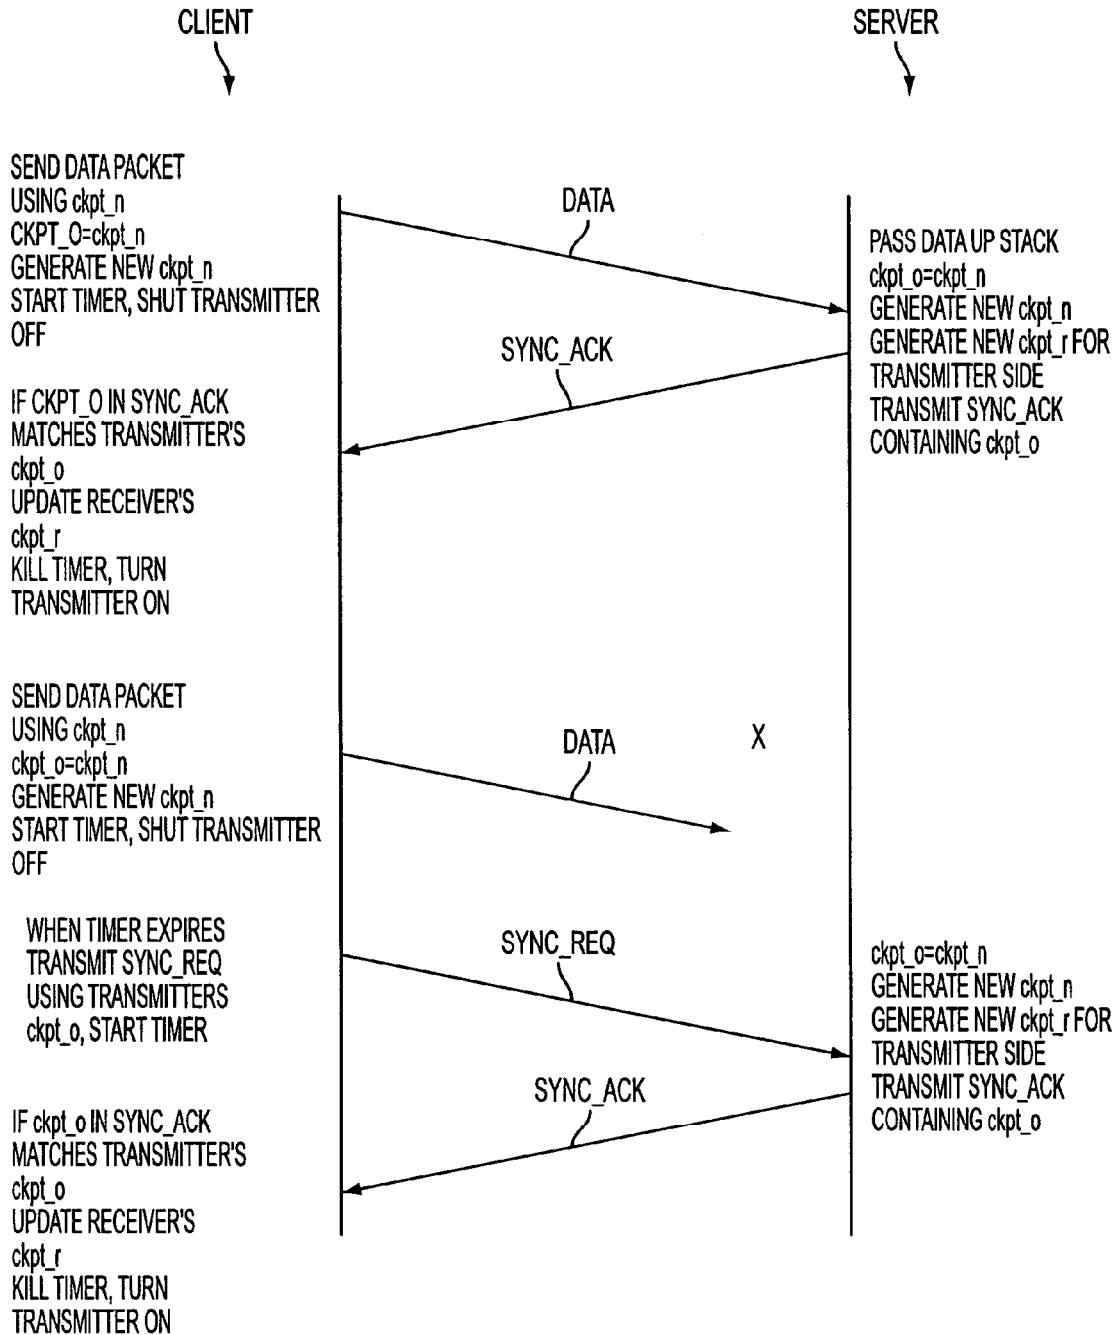 CLIENT
SERVER
SEND DATA PACKET
USING ckpt_n
CKPT_O=ckpt_n
GENERATE NEW ckpt_n
START TIMER, SHUT TRANSMITTER
OFF
DATA
PASS DATA UP STACK
ckpt_o=ckpt_n
GENERATE NEW ckpt_n
GENERATE NEW ckpt_r FOR
TRANSMITTER SIDE
TRANSMIT SYNC_ACK
CONTAINING ckpt_o
SYNC_ACK
IF CKPT_O IN SYNC_ACK
MATCHES TRANSMITTER'S
ckpt_o
UPDATE RECEIVER'S
ckpt_r
KILL TIMER, TURN
TRANSMITTER ON
SEND DATA PACKET
USING ckpt_n
ckpt_o=ckpt_n
GENERATE NEW ckpt_n
START TIMER, SHUT TRANSMITTER
OFF
DATA
X
WHEN TIMER EXPIRES
TRANSMIT SYNC_REQ
USING TRANSMITTERS
ckpt_o, START TIMER
SYNC_REQ
ckpt_o=ckpt_n
GENERATE NEW ckpt_n
GENERATE NEW ckpt_r FOR
TRANSMITTER SIDE
TRANSMIT SYNC_ACK
CONTAINING ckpt_o
SYNC_ACK
IF ckpt_o IN SYNC_ACK
MATCHES TRANSMITTER'S
ckpt_o
UPDATE RECEIVER'S
ckpt_r
KILL TIMER, TURN
TRANSMITTER ON